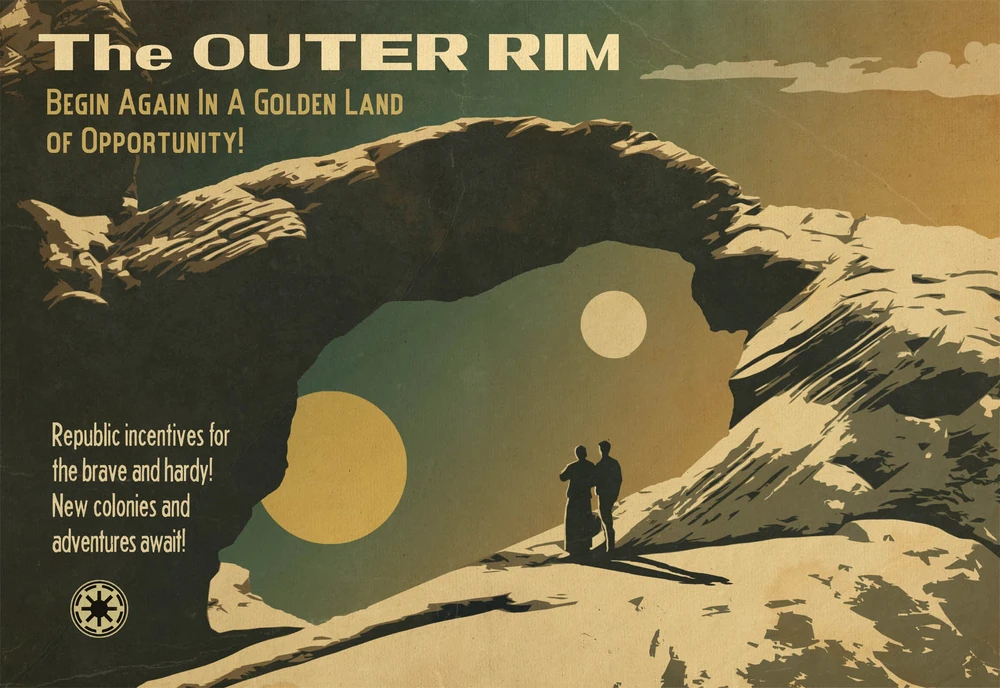 The OUTER RIM
Begin Again In A Golden Land
of Opportunity!
Republic incentives for
the brave and hardy!
New colonies and
adventures await!